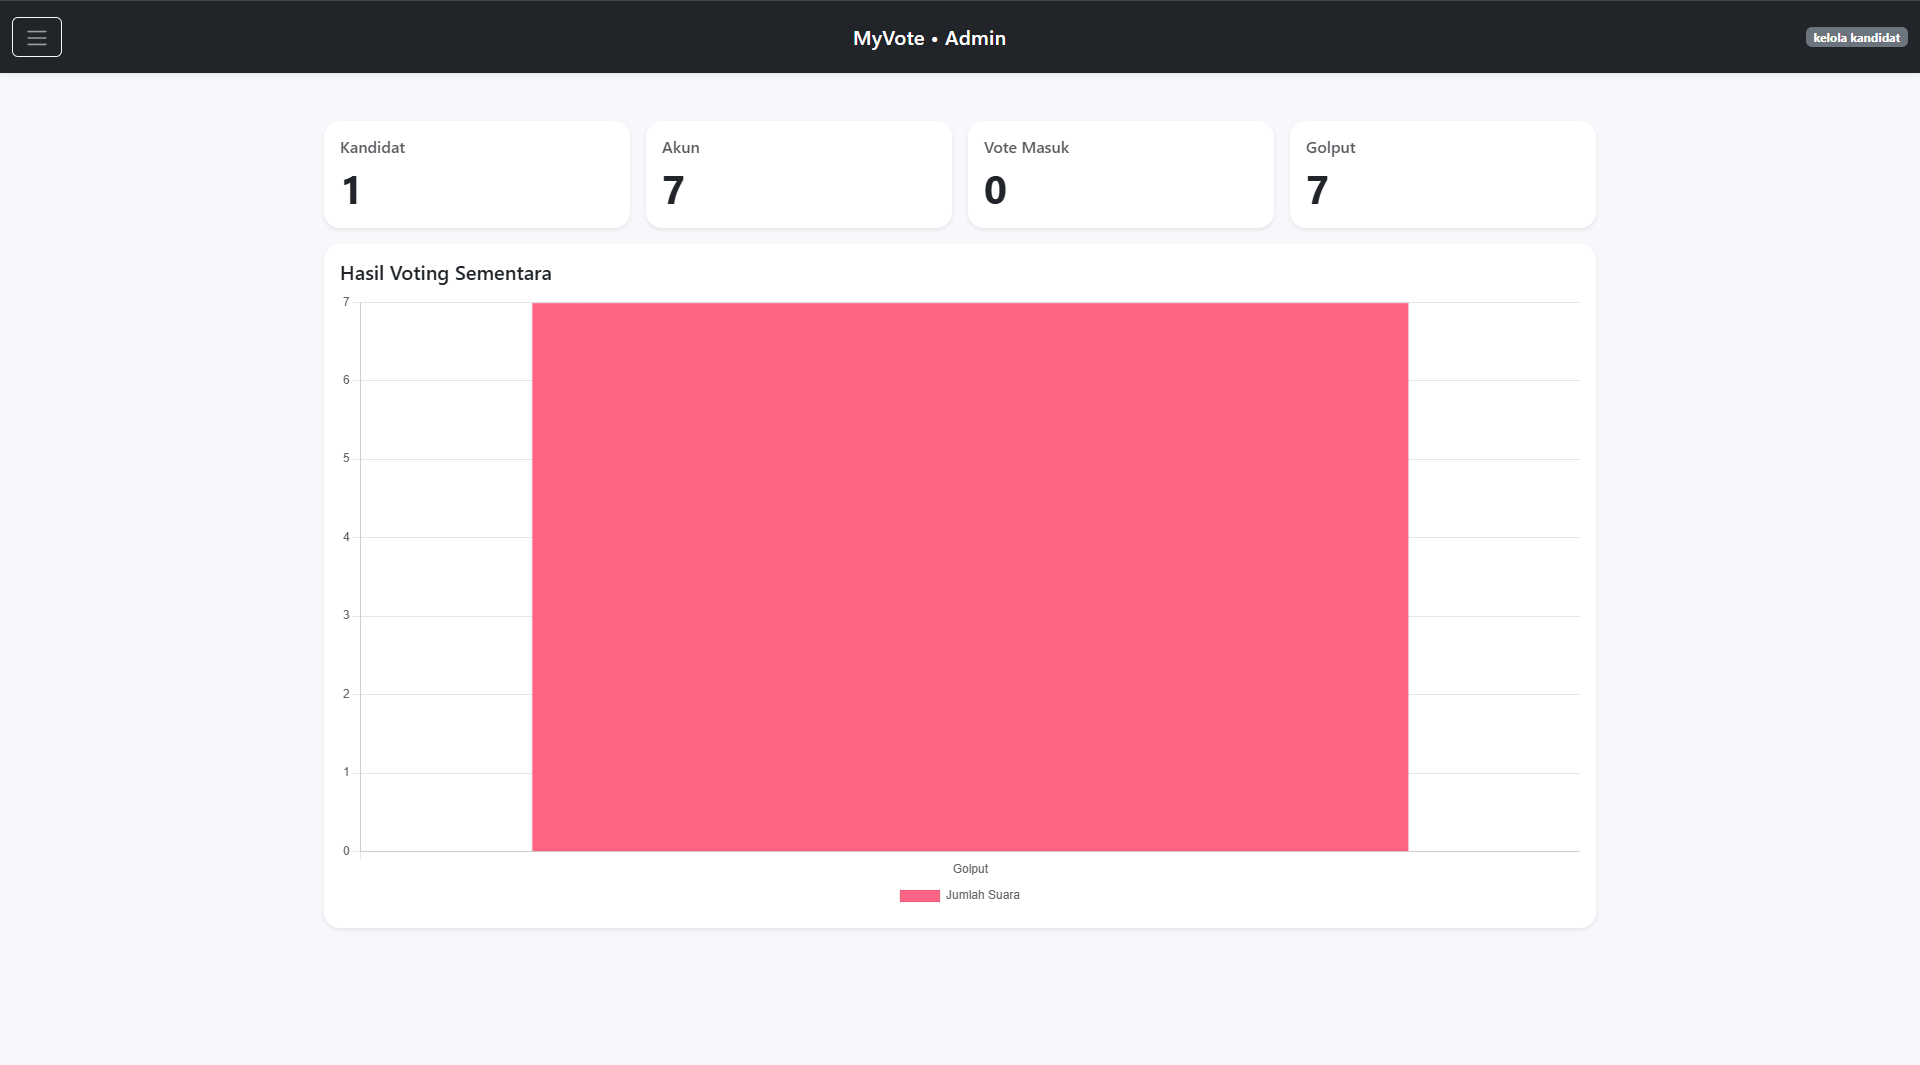 MyVote • Admin
kelola kandidat
Kandidat
1
Akun
7
Vote Masuk
0
Golput
7
Hasil Voting Sementara
7
6
5
4
3
2
1
0
Golput
Jumlah Suara